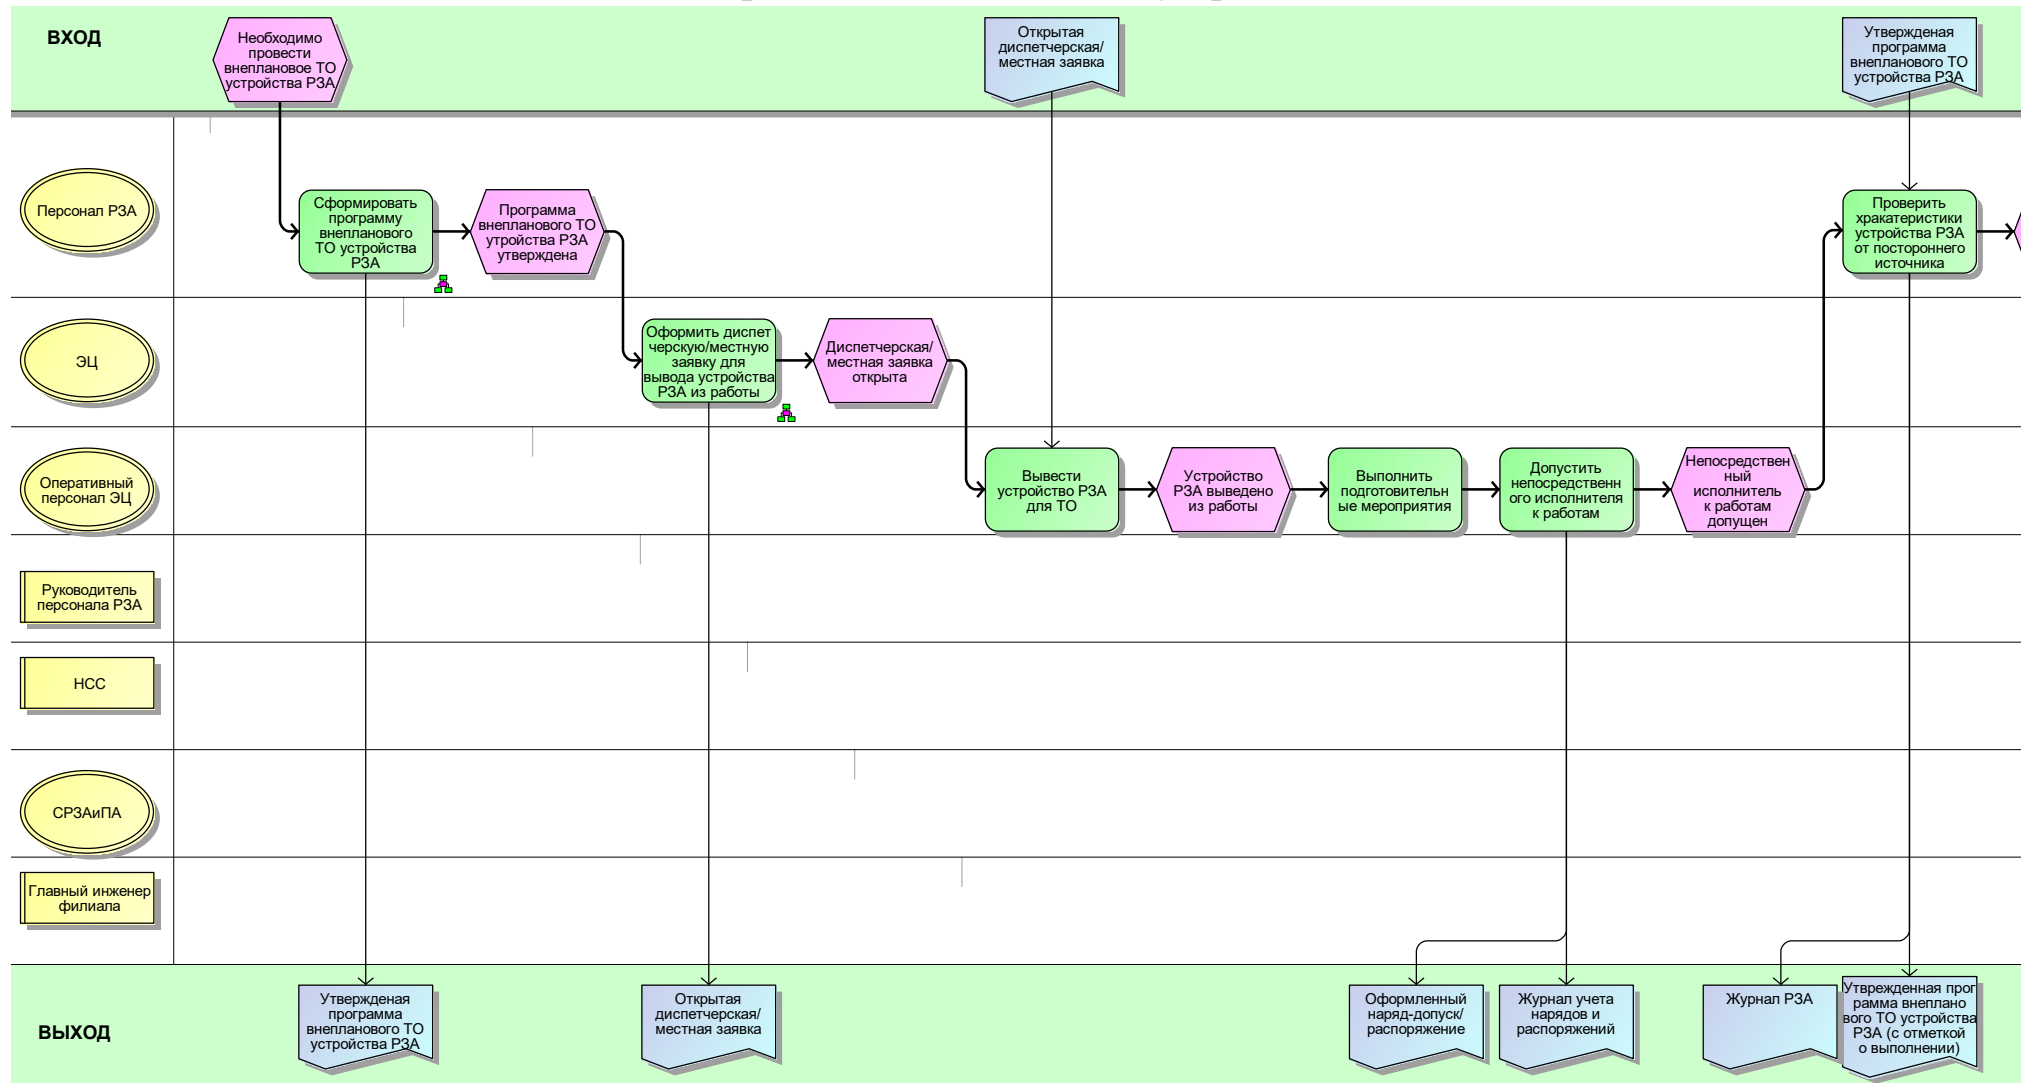 ВХОД
Необходимо
провести
внеплановое ТО
устройства РЗА
Открытая
диспетчерская/
местная заявка
Утвержденая
программа
внепланового ТО
устройства РЗА
Персонал РЗА
Сформировать
программу
внепланового
ТО устройства
РЗА
Программа
внепланового ТО
утройства РЗА
утверждена
Проверить
хракатеристики
устройства РЗА
от постороннего
источника
ЭЦ
Оформить диспет
черскую/местную
заявку для
вывода устройства
РЗА из работы
Диспетчерская/
местная заявка
открыта
Оперативный
персонал ЭЦ
Вывести
устройство РЗА
для ТО
Устройство
РЗА выведено
из работы
Выполнить
подготовительн
ые мероприятия
Допустить
непосредственн
ого исполнителя
к работам
Непосредствен
ный
исполнитель
к работам
допущен
Руководитель
персонала РЗА
НСС
СРЗАиПА
Главный инженер
филиала
ВЫХОД
Утвержденая
программа
внепланового ТО
устройства РЗА
Открытая
диспетчерская/
местная заявка
Оформленный
наряд-допуск/
распоряжение
Журнал учета
нарядов и
распоряжений
Журнал РЗА
Утврежденная прог
рамма внеплано
вого ТО устройства
РЗА (с отметкой
о выполнении)